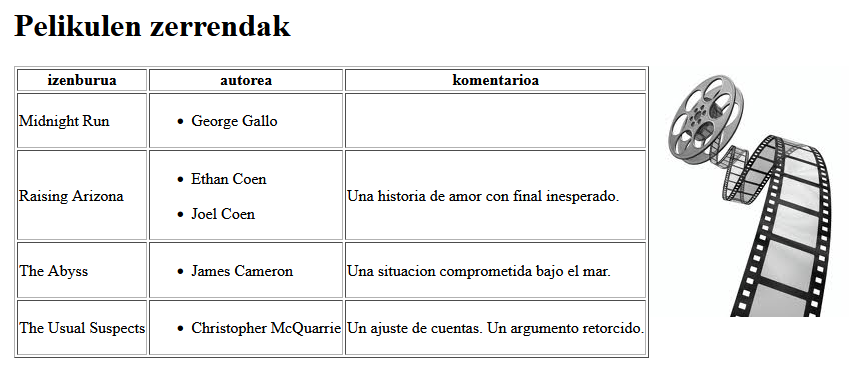 Pelikulen zerrendak
izenburua autorea komentarioa
Midnight Run • George Gallo
• Ethan Coen
Raising Arizona Una historia de amor con final inesperado.
• Joel Coen
The Abyss • James Cameron Una situacion comprometida bajo el mar.
The Usual Suspects • Christopher McQuarrie Un ajuste de cuentas. Un argumento retorcido.